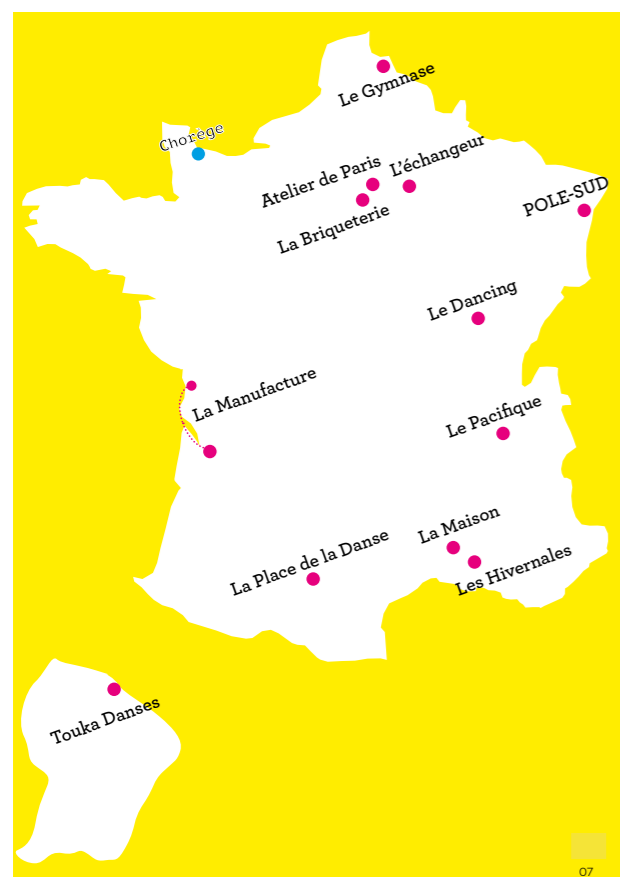 Le Gymnase
Chorège
L'échangeur
Atelier de Paris
POLE-SUD
La Briqueterie
Le Dancing
La Manufacture
Le Pacifique
La Maison
La Place de la Danse
Les Hivernales
Touka Danses
07